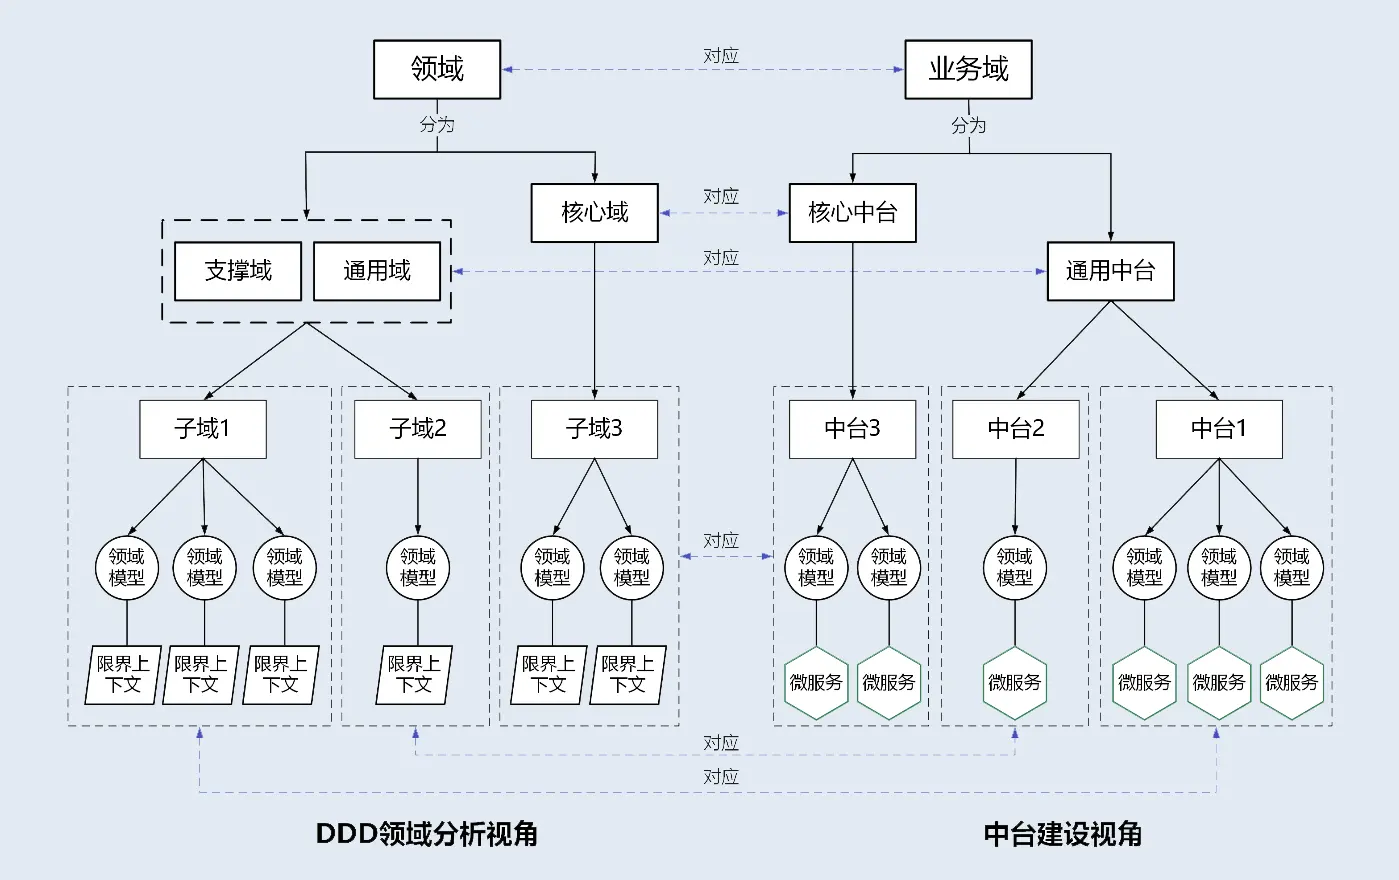 领域
对应
业务域
分为
分为
核心域
对应
核心中台
支撑域
通用域
对应
通用中台
子域1
子域2
子域3
中台3
中台2
中台1
对应
领域
模型
领域
模型
领域
模型
领域
模型
领域
模型
领域
模型
领域
模型
领域
模型
领域
模型
领域
模型
领域
模型
领域
模型
限界上
下文
限界上
下文
限界上
下文
限界上
下文
限界上
下文
限界上
下文
微服务
微服务
微服务
微服务
微服务
微服务
对应
对应
DDD领域分析视角
中台建设视角